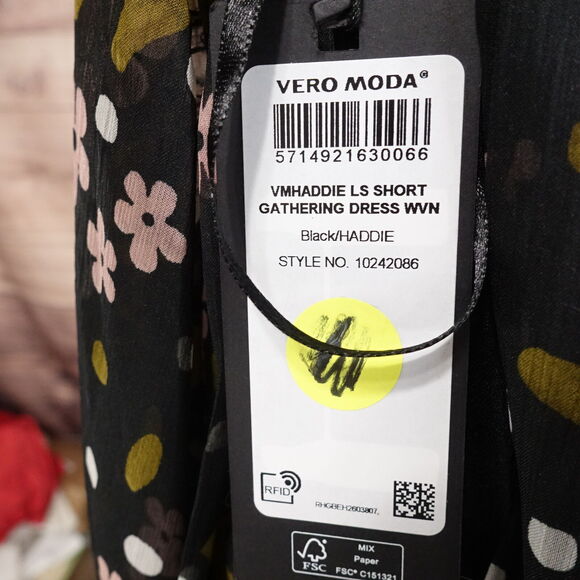 VERO MODA©
5714921630066
VMHADDIE LS SHORT
GATHERING DRESS WVN
Black/HADDIE
STYLE NO. 10242086
RFID
RHGBEH2603807.
FSC
MIX
Paper
FSC® C151321